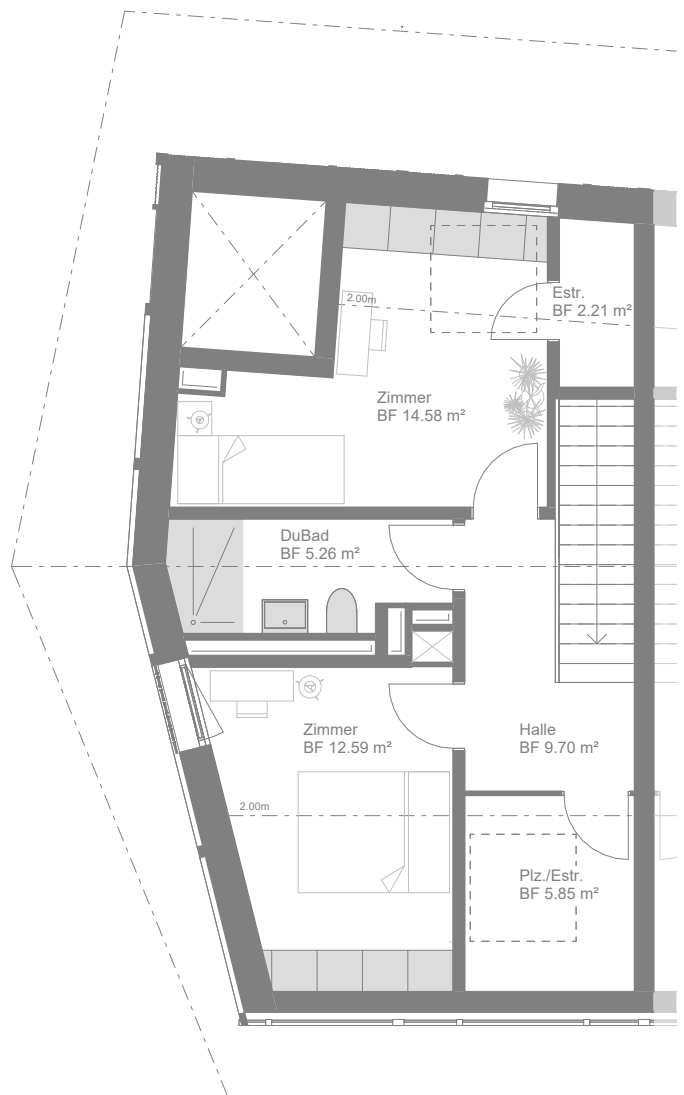 Estr.
BF 2.21 m²
2.00m
Zimmer
BF 14.58 m²
DuBad
BF 5.26 m²
Zimmer
BF 12.59 m²
Halle
BF 9.70 m²
2.00m
Plz./Estr.
BF 5.85 m²